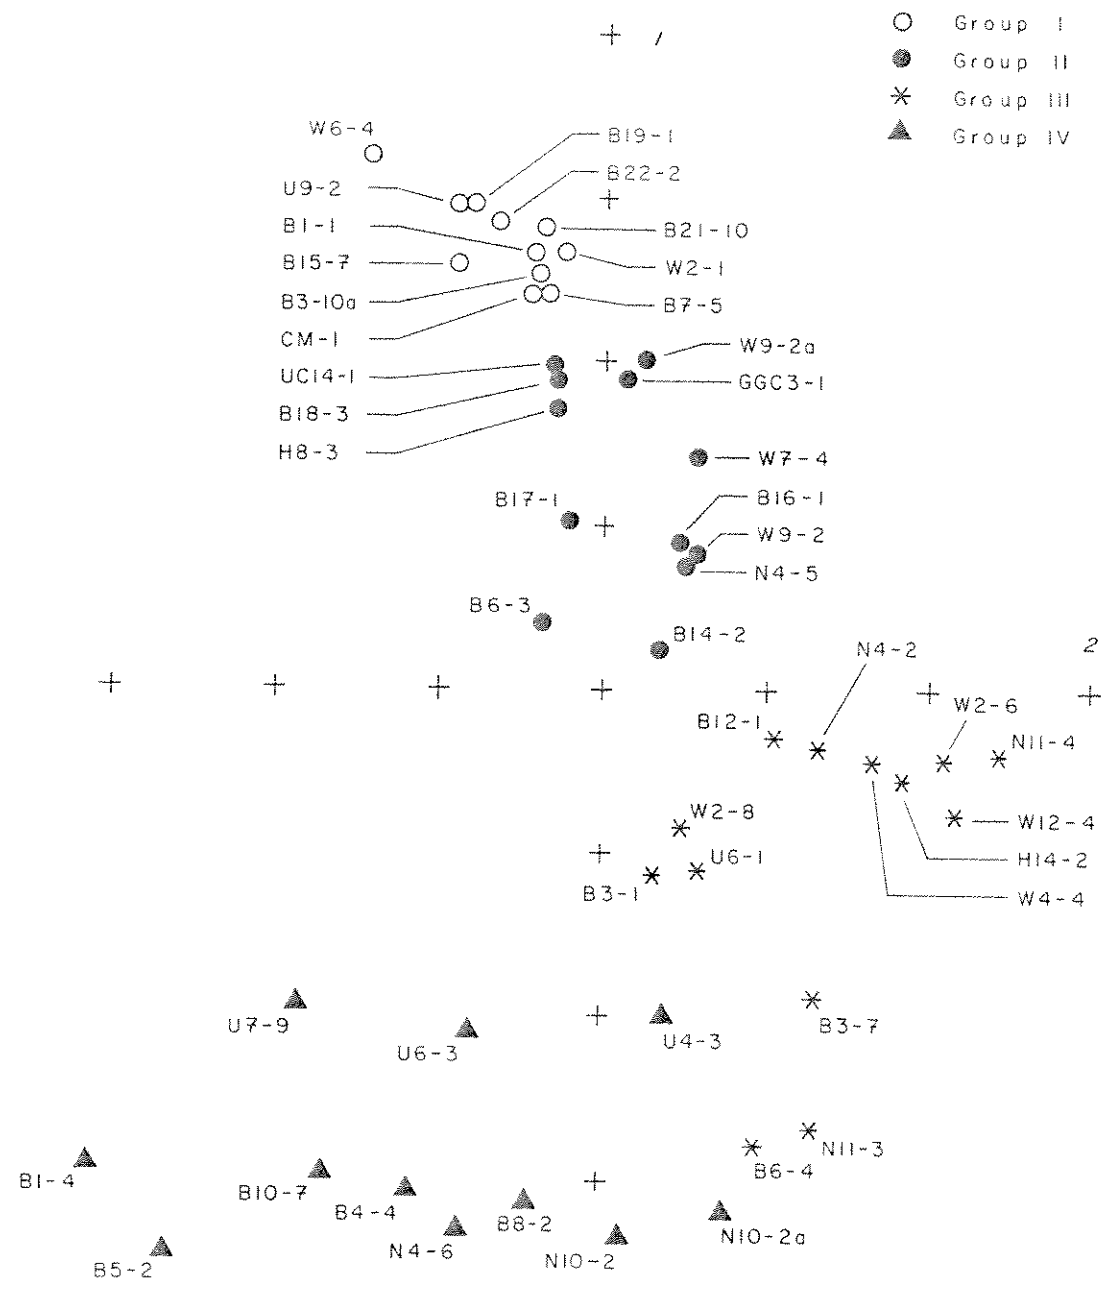 1
Group I
Group II
Group III
Group IV
W6-4
B19-1
B22-2
U9-2
B1-1
B21-10
B15-7
W2-1
B3-10a
B7-5
CM-1
W9-2a
UC14-1
GGC3-1
B18-3
H8-3
W7-4
B17-1
B16-1
W9-2
N4-5
B6-3
B14-2
N4-2
2
W2-6
B12-1
N11-4
W2-8
W12-4
U6-1
H14-2
B3-1
W4-4
U7-9
U6-3
U4-3
B3-7
N11-3
B6-4
B1-4
B10-7
B4-4
B8-2
N10-2a
N4-6
N10-2
B5-2